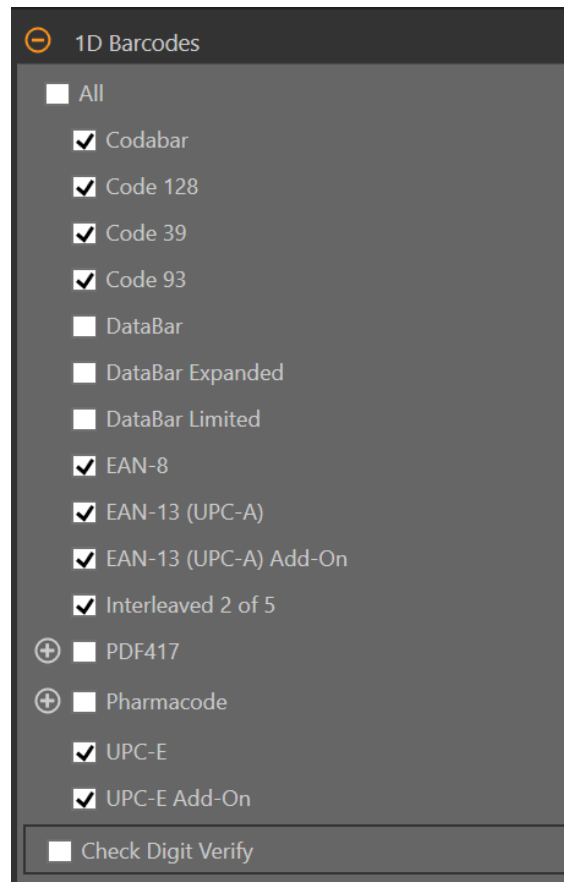 1D Barcodes
All
Codabar
Code 128
Code 39
Code 93
DataBar
DataBar Expanded
DataBar Limited
EAN-8
EAN-13 (UPC-A)
EAN-13 (UPC-A) Add-On
Interleaved 2 of 5
PDF417
Pharmacode
UPC-E
UPC-E Add-On
Check Digit Verify